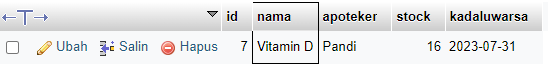 id nama apoteker stock kadaluwarsa
Ubah Salin Hapus 7 Vitamin D Pandi 16 2023-07-31